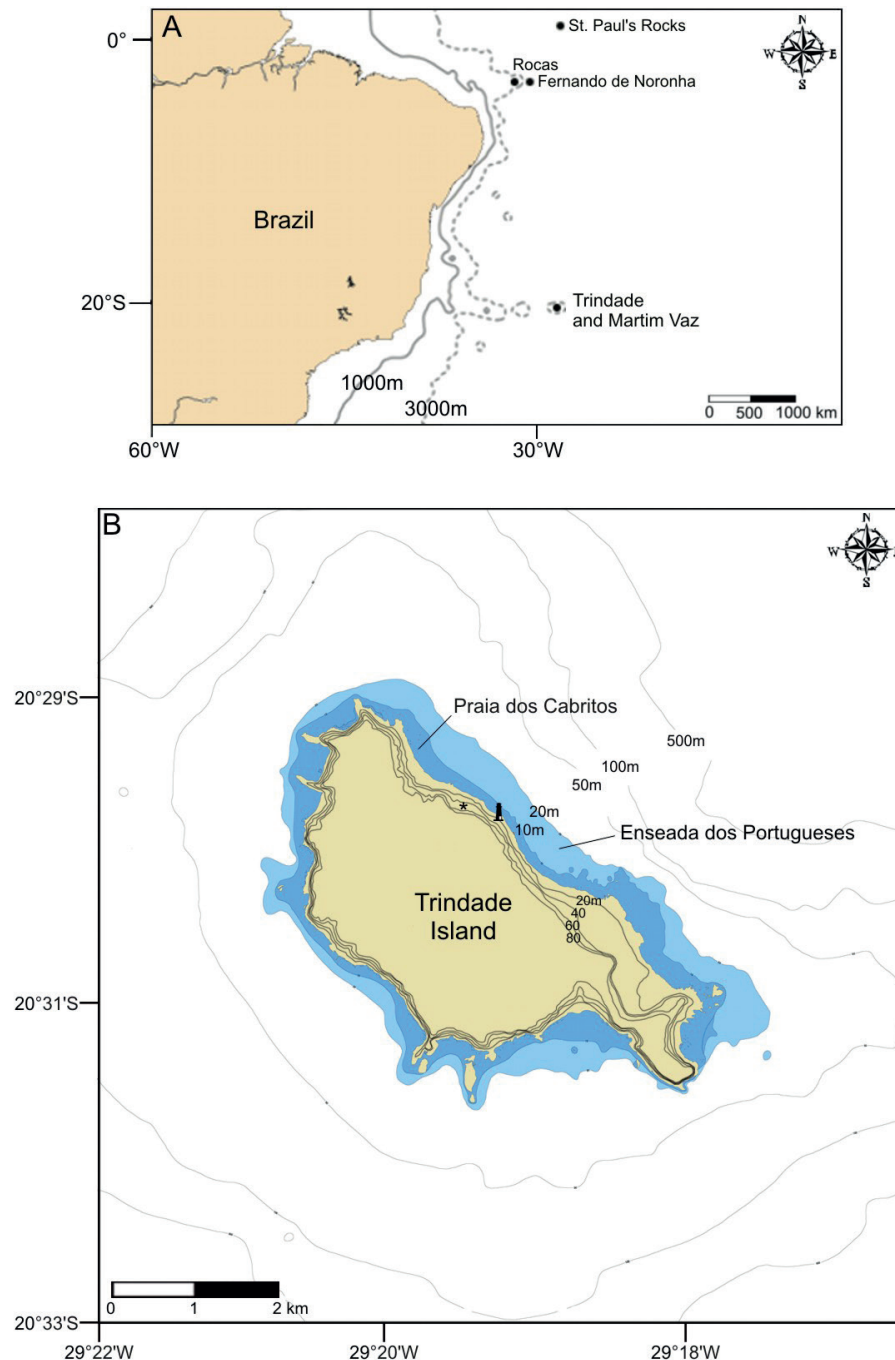 A
N
W
E
S
0°
St. Paul's Rocks
Rocas
Fernando de Noronha
Brazil
20°S
Trindade
and Martim Vaz
1000m
3000m
0 500 1000 km
60°W
30°W
B
N
W
S
20°29'S
Praia dos Cabritos
500m
100m
50m
*
20m
10m
Enseada dos Portugueses
Trindade
Island
20m
40
60
80
20°31'S
0 1 2 km
20°33'S
29°22'W
29°20'W
29°18'W